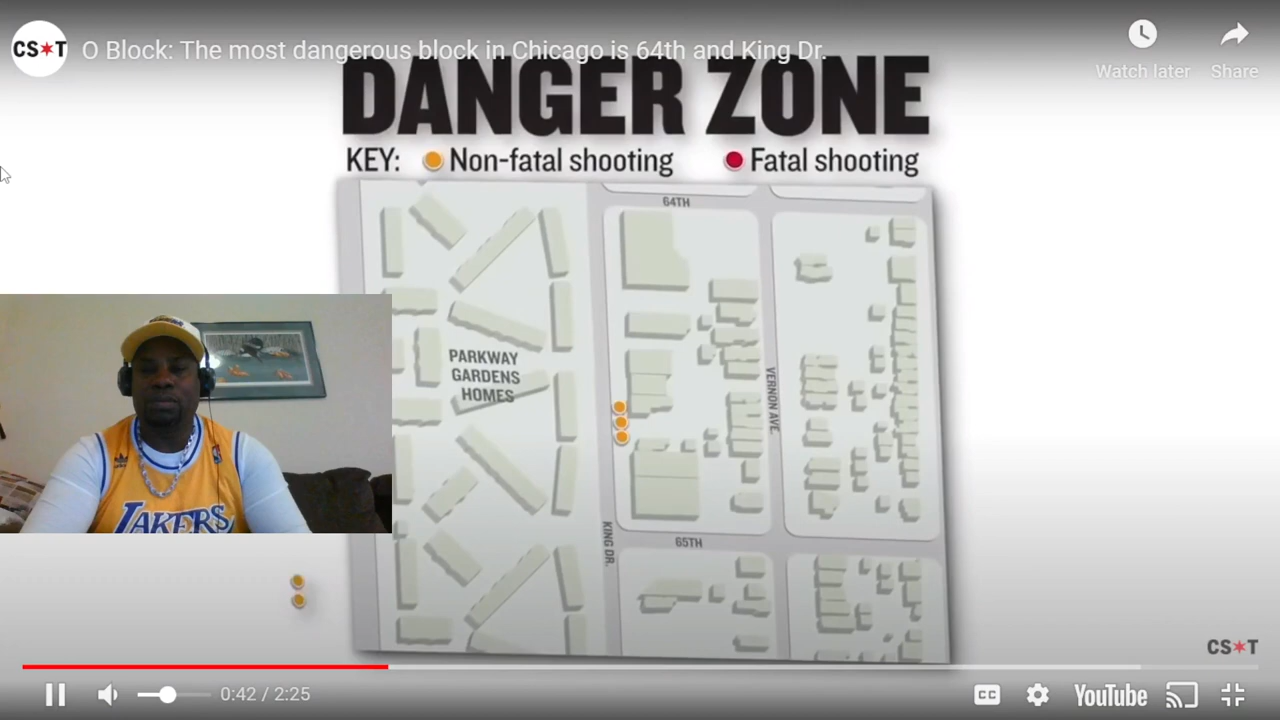 CS★T
O Block: The most dangerous block in Chicago is 64th and King Dr.
Watch later
Share
DANGER ZONE
KEY: Non-fatal shooting Fatal shooting
64TH
PARKWAY
GARDENS
HOMES
VERNON AVE.
KING DR.
65TH
LAKERS
CS★T
0:42 / 2:25
CC
YouTube